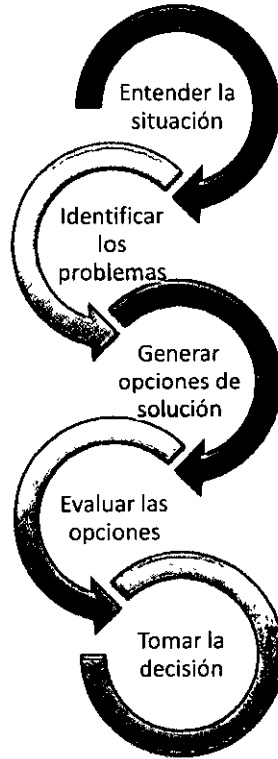 Entender la
situación
Identificar
los
problemas
Generar
opciones de
solución
Evaluar las
opciones
Tomar la
decisión